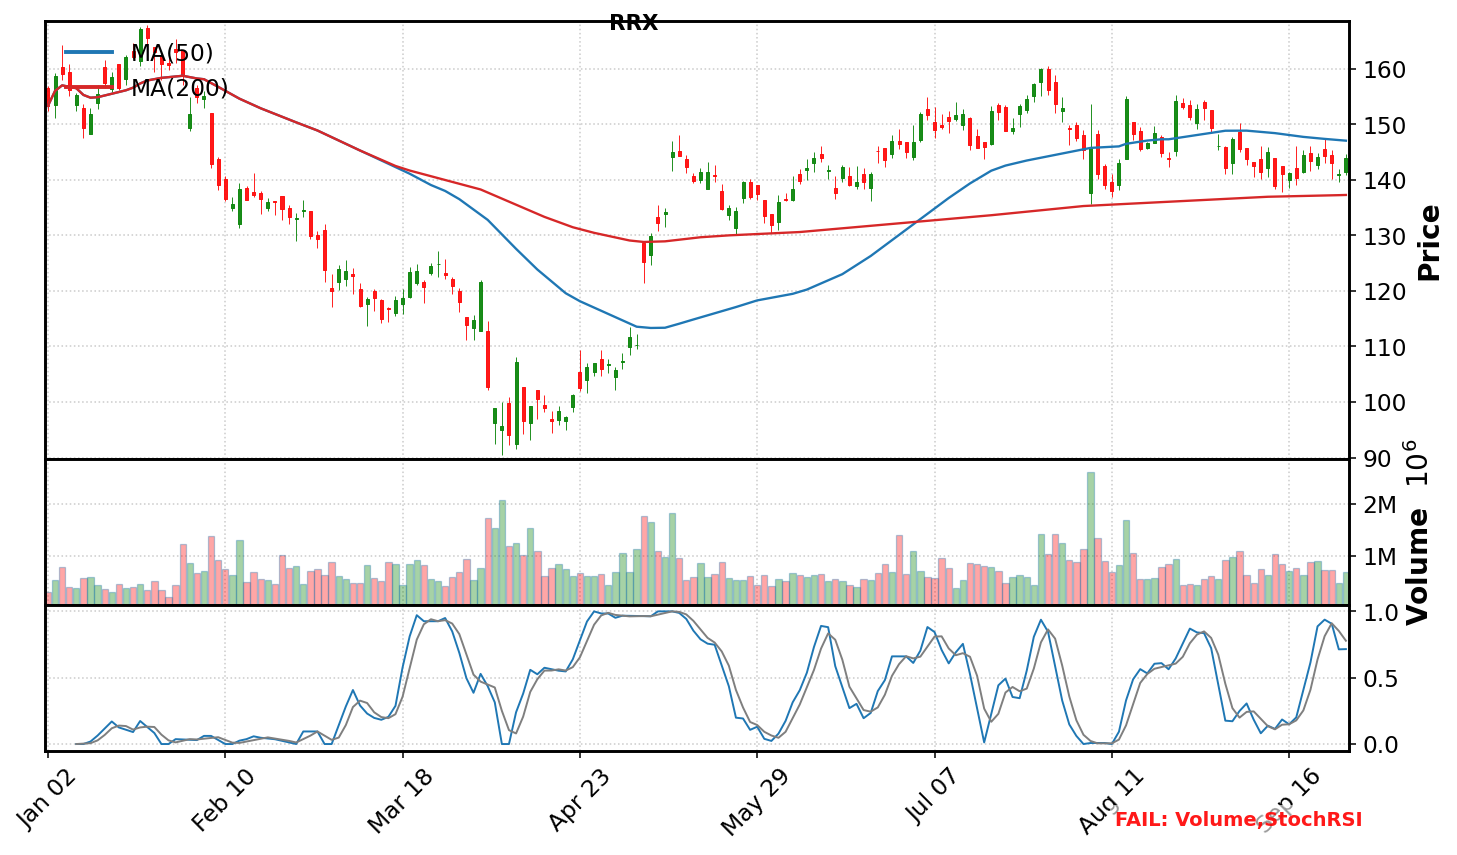 RRX
MA(50)
MA(200)
160
150
140
130
120
110
100
90
Price
10^6
2M
1M
Volume
1.0
0.5
0.0
Jan 02
Feb 10
Mar 18
Apr 23
May 29
Jul 07
Aug 11
Sep 16
FAIL: Volume,StochRSI